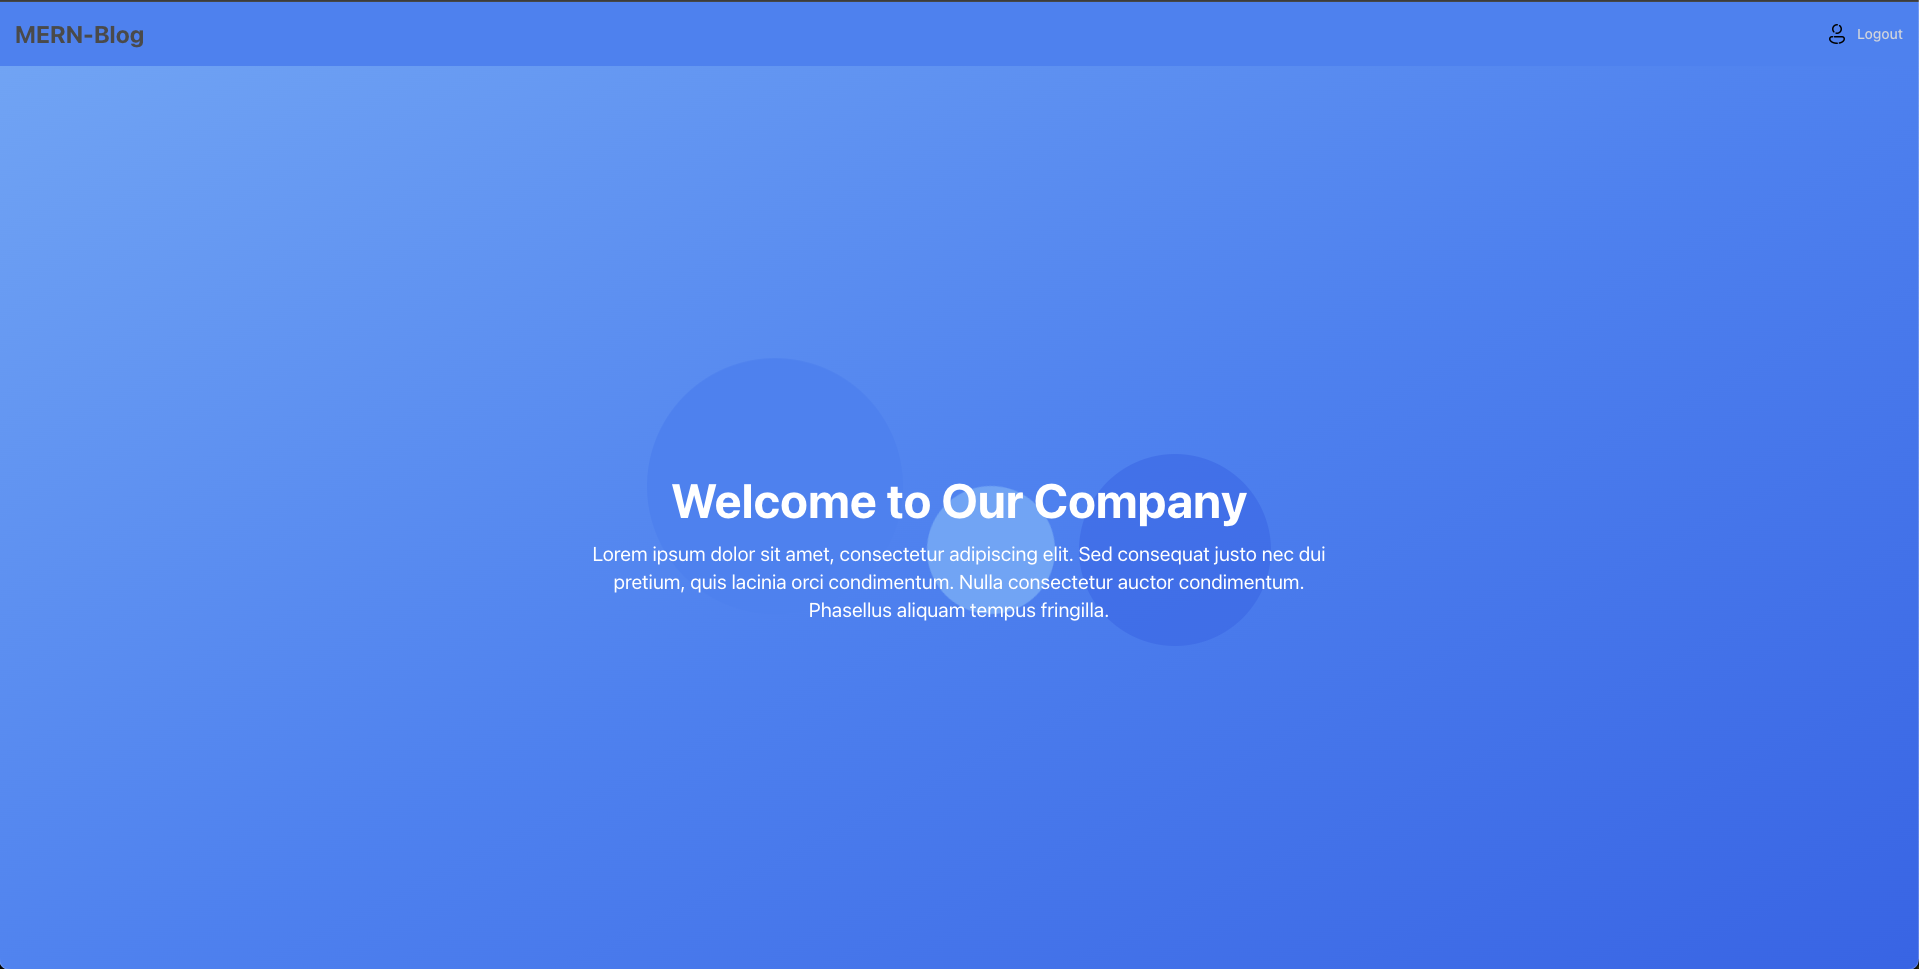 MERN-Blog
Logout
Welcome to Our Company
Lorem ipsum dolor sit amet, consectetur adipiscing elit. Sed consequat justo nec dui
pretium, quis lacinia orci condimentum. Nulla consectetur auctor condimentum.
Phasellus aliquam tempus fringilla.